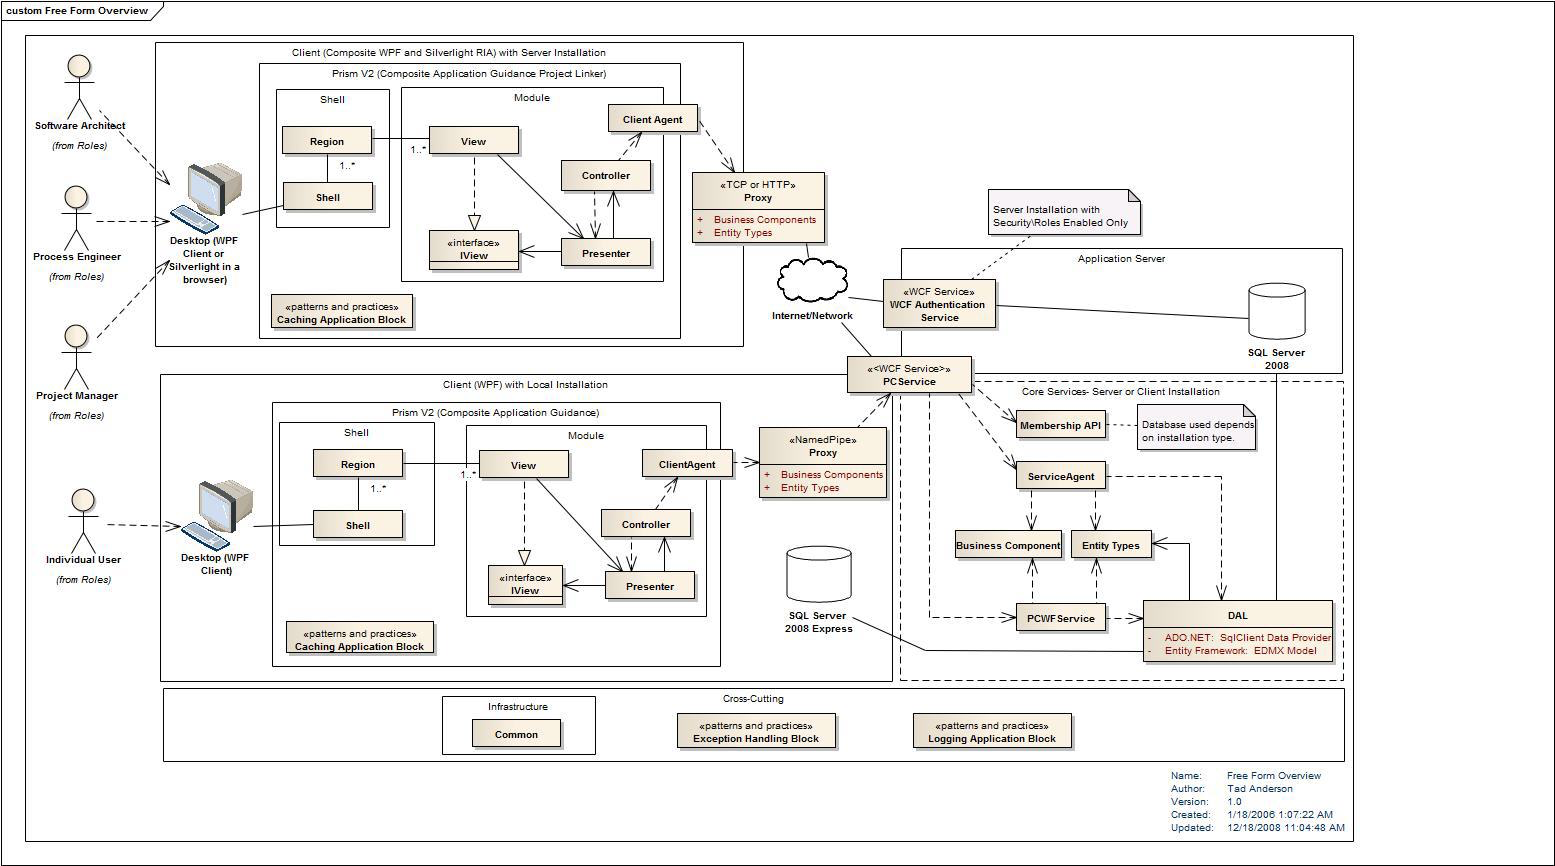 custom Free Form Overview
Client (Composite WPF and Silverlight RIA) with Server Installation
Prism V2 (Composite Application Guidance Project Linker)
Shell
Region
1..*
Shell
Module
View
1..*
Client Agent
Controller
«interface»
IView
Presenter
«patterns and practices»
Caching Application Block
Software Architect
(from Roles)
Process Engineer
(from Roles)
Project Manager
(from Roles)
Desktop (WPF
Client or
Silverlight in a
browser)
«TCP or HTTP»
Proxy
+ Business Components
+ Entity Types
Internet/Network
Server Installation with
Security\Roles Enabled Only
Application Server
«WCF Service»
WCF Authentication
Service
SQL Server
2008
«<WCF Service>»
PCService
Client (WPF) with Local Installation
Prism V2 (Composite Application Guidance)
Shell
Region
1..*
Shell
Module
View
1..*
ClientAgent
Controller
«interface»
IView
Presenter
«patterns and practices»
Caching Application Block
Individual User
(from Roles)
Desktop (WPF
Client)
«NamedPipe»
Proxy
+ Business Components
+ Entity Types
SQL Server
2008 Express
Core Services- Server or Client Installation
Membership API
Database used depends
on installation type.
ServiceAgent
Business Component
Entity Types
PCWFService
DAL
- ADO.NET: SqlClient Data Provider
- Entity Framework: EDMX Model
Cross-Cutting
Infrastructure
Common
«patterns and practices»
Exception Handling Block
«patterns and practices»
Logging Application Block
Name: Free Form Overview
Author: Tad Anderson
Version: 1.0
Created: 1/18/2006 1:07:22 AM
Updated: 12/18/2008 11:04:48 AM